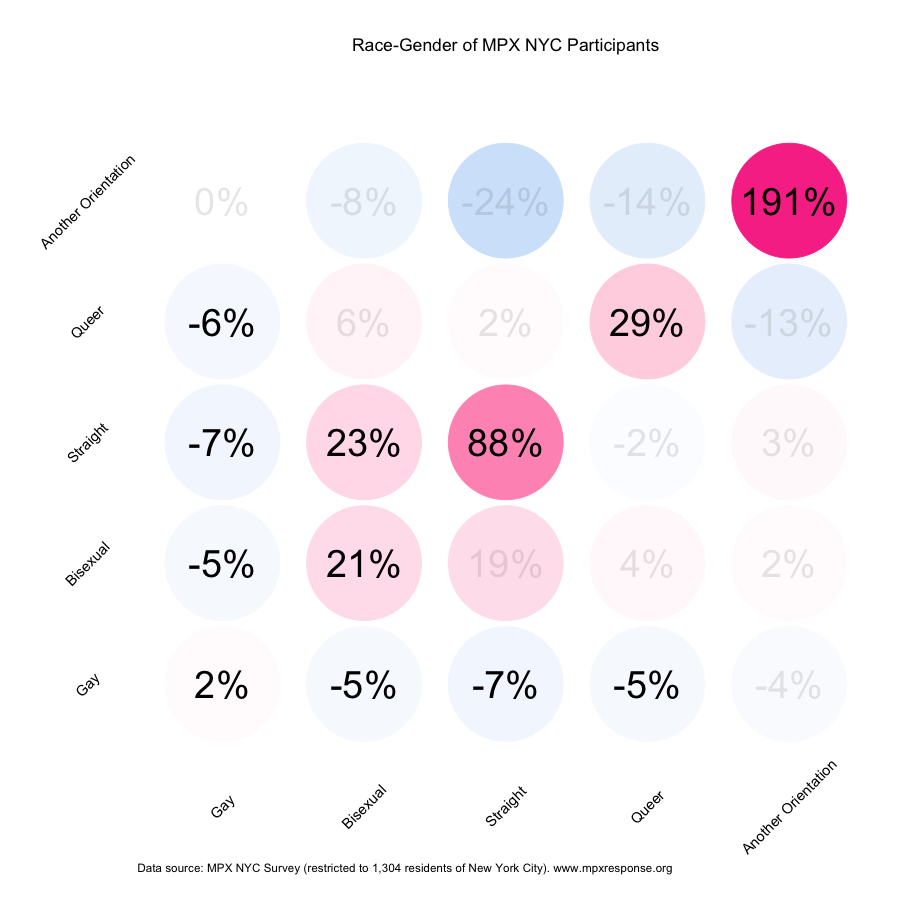 Race-Gender of MPX NYC Participants
Another Orientation 0% -8% -24% -14% 191%
Queer -6% 6% 2% 29% -13%
Straight -7% 23% 88% -2% 3%
Bisexual -5% 21% 19% 4% 2%
Gay 2% -5% -7% -5% -4%
Gay Bisexual Straight Queer Another Orientation
Data source: MPX NYC Survey (restricted to 1,304 residents of New York City). www.mpxresponse.org